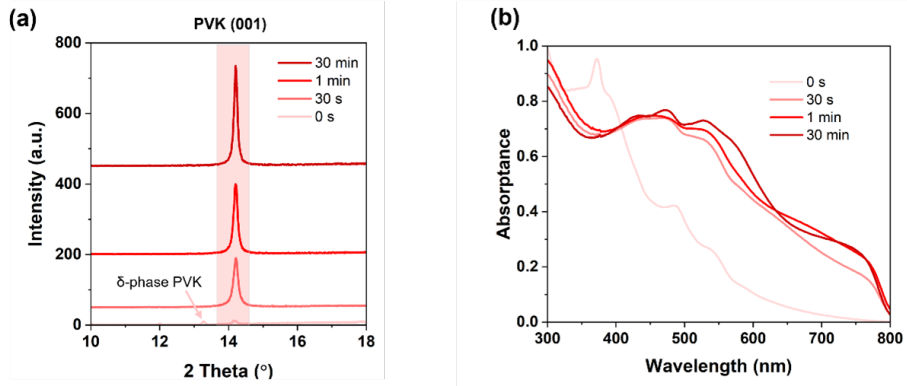 (a)
PVK (001)
800
600
400
200
0
Intensity (a.u.)
30 min
1 min
30 s
0 s
δ-phase PVK
10
12
14
16
18
2 Theta (°)
(b)
1.0
0.8
0.6
0.4
0.2
0.0
Absorptance
0 s
30 s
1 min
30 min
300
400
500
600
700
800
Wavelength (nm)